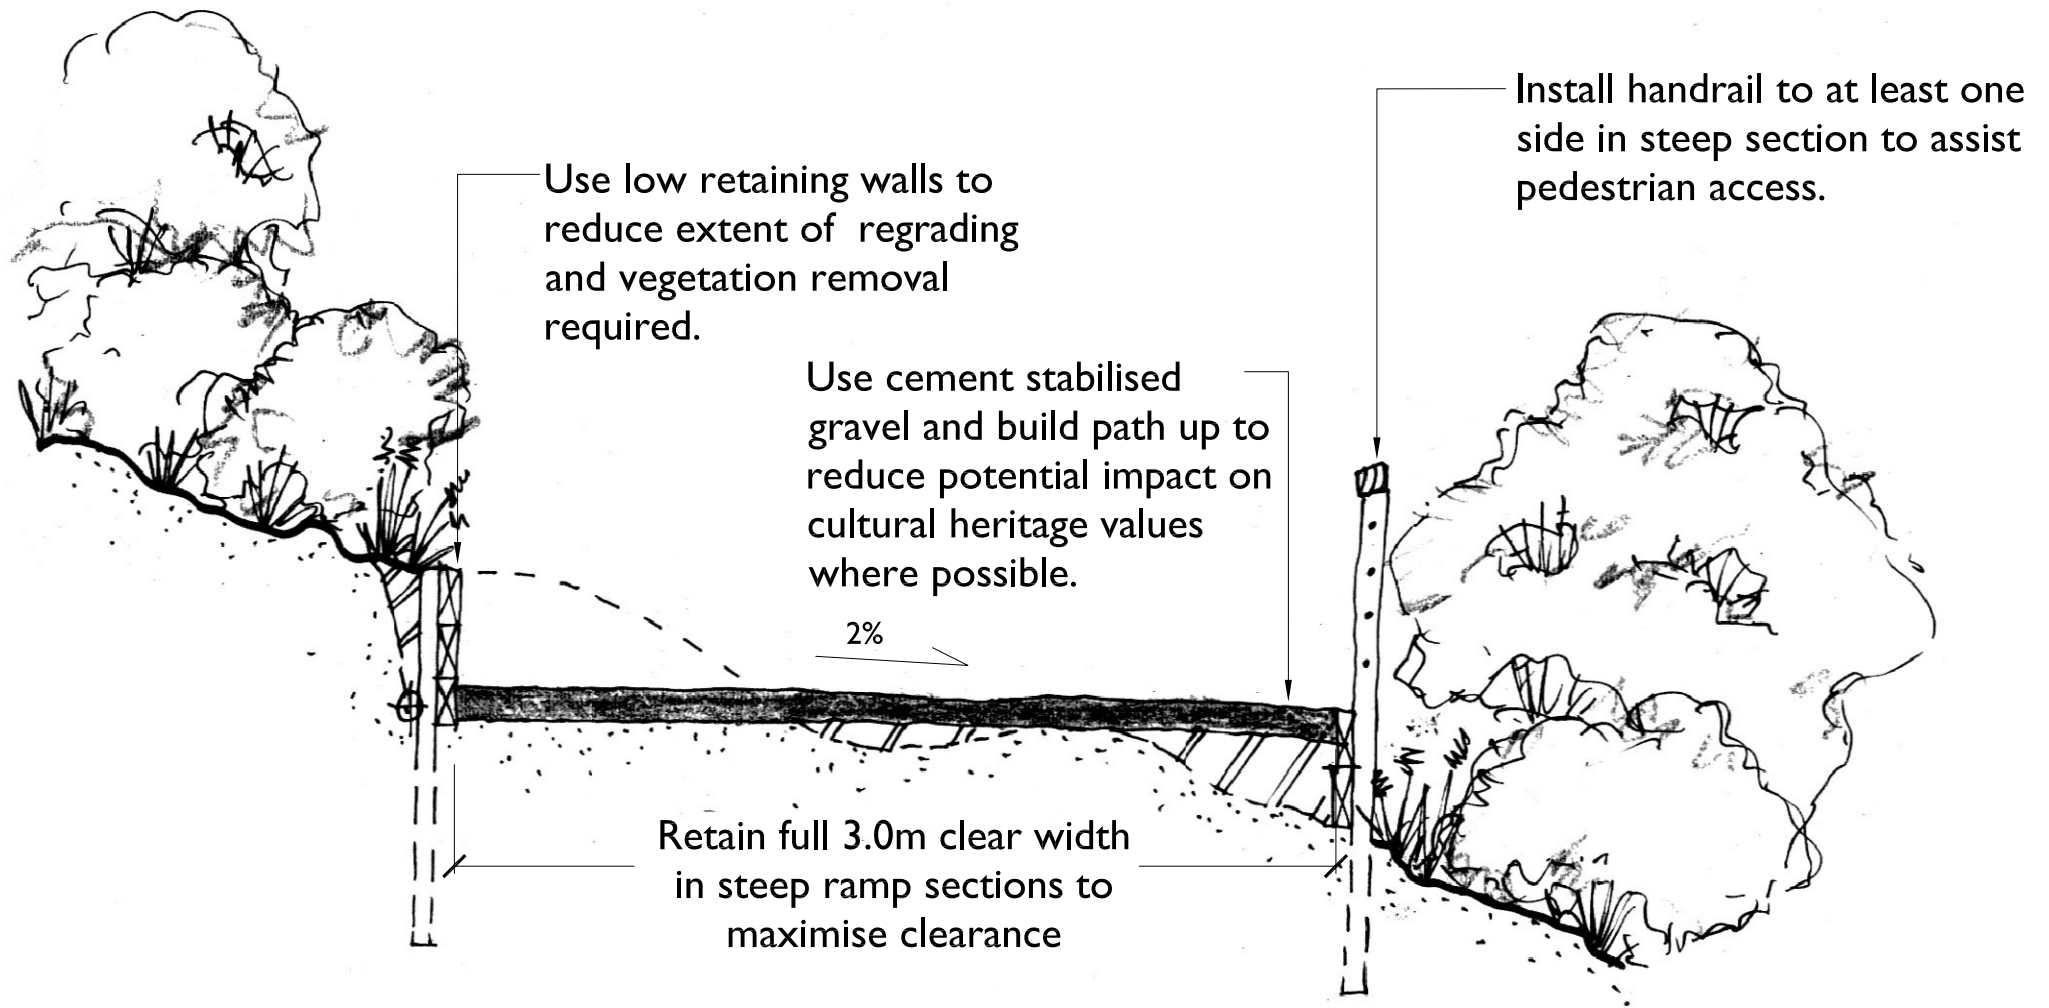 Install handrail to at least one
side in steep section to assist
pedestrian access.
Use low retaining walls to
reduce extent of regrading
and vegetation removal
required.
Use cement stabilised
gravel and build path up to
reduce potential impact on
cultural heritage values
where possible.
2%
Retain full 3.0m clear width
in steep ramp sections to
maximise clearance